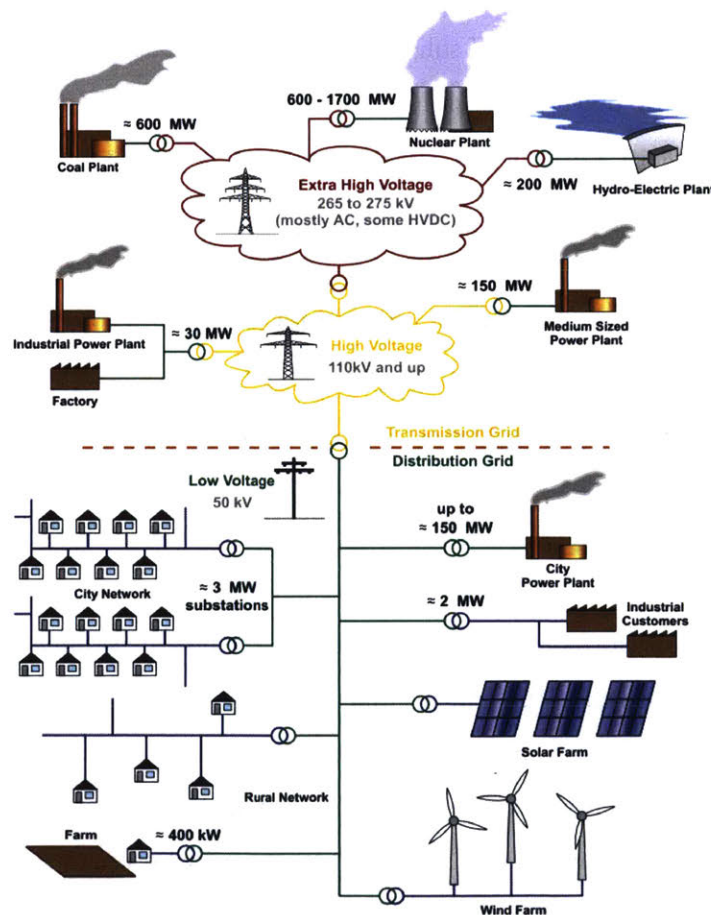 600 - 1700 MW
Nuclear Plant
≈ 600 MW
Coal Plant
Extra High Voltage
265 to 275 kV
(mostly AC, some HVDC)
≈ 200 MW
Hydro-Electric Plant
≈ 150 MW
Medium Sized
Power Plant
≈ 30 MW
Industrial Power Plant
Factory
High Voltage
110kV and up
Transmission Grid
Distribution Grid
Low Voltage
50 kV
up to
≈ 150 MW
City
Power Plant
City Network
≈ 3 MW
substations
≈ 2 MW
Industrial
Customers
Solar Farm
Rural Network
Farm
≈ 400 kW
Wind Farm